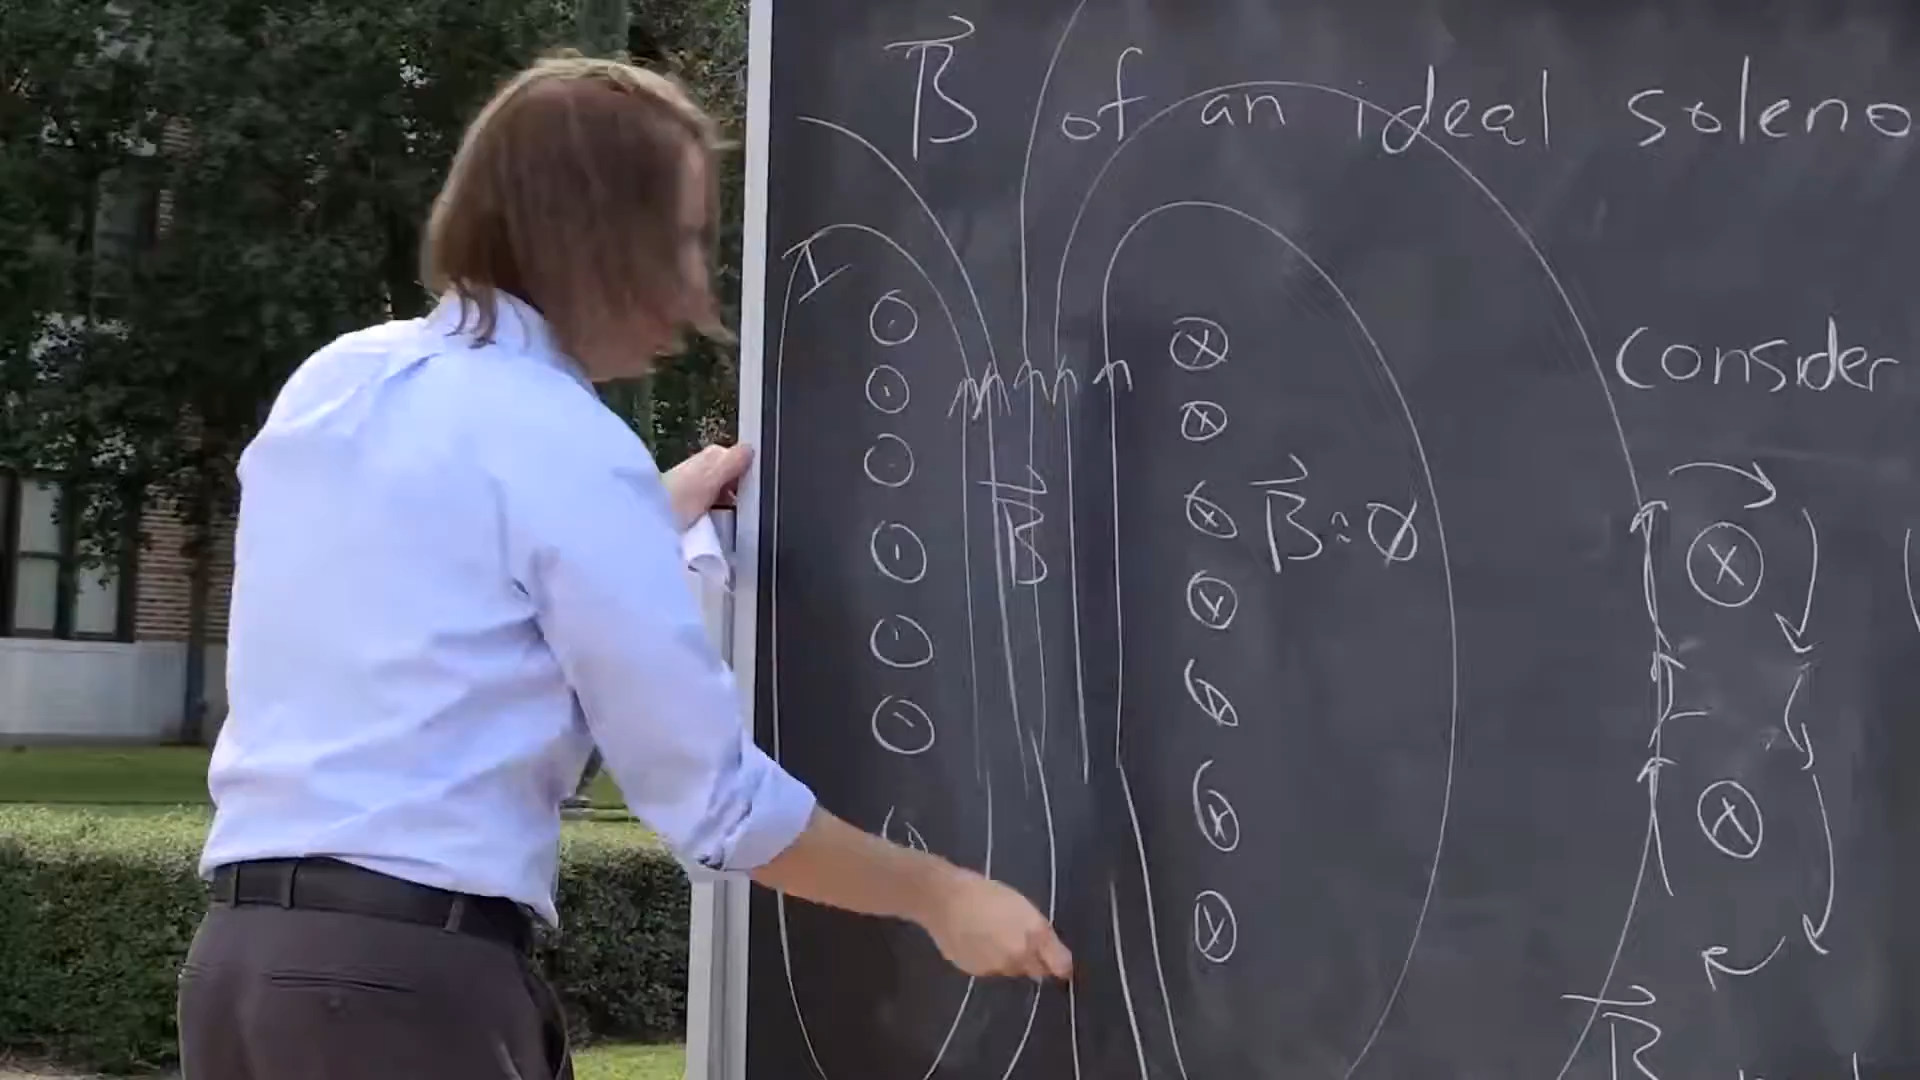 B⃗ of an ideal soleno
I
consider
B⃗
B⃗≈0
B⃗